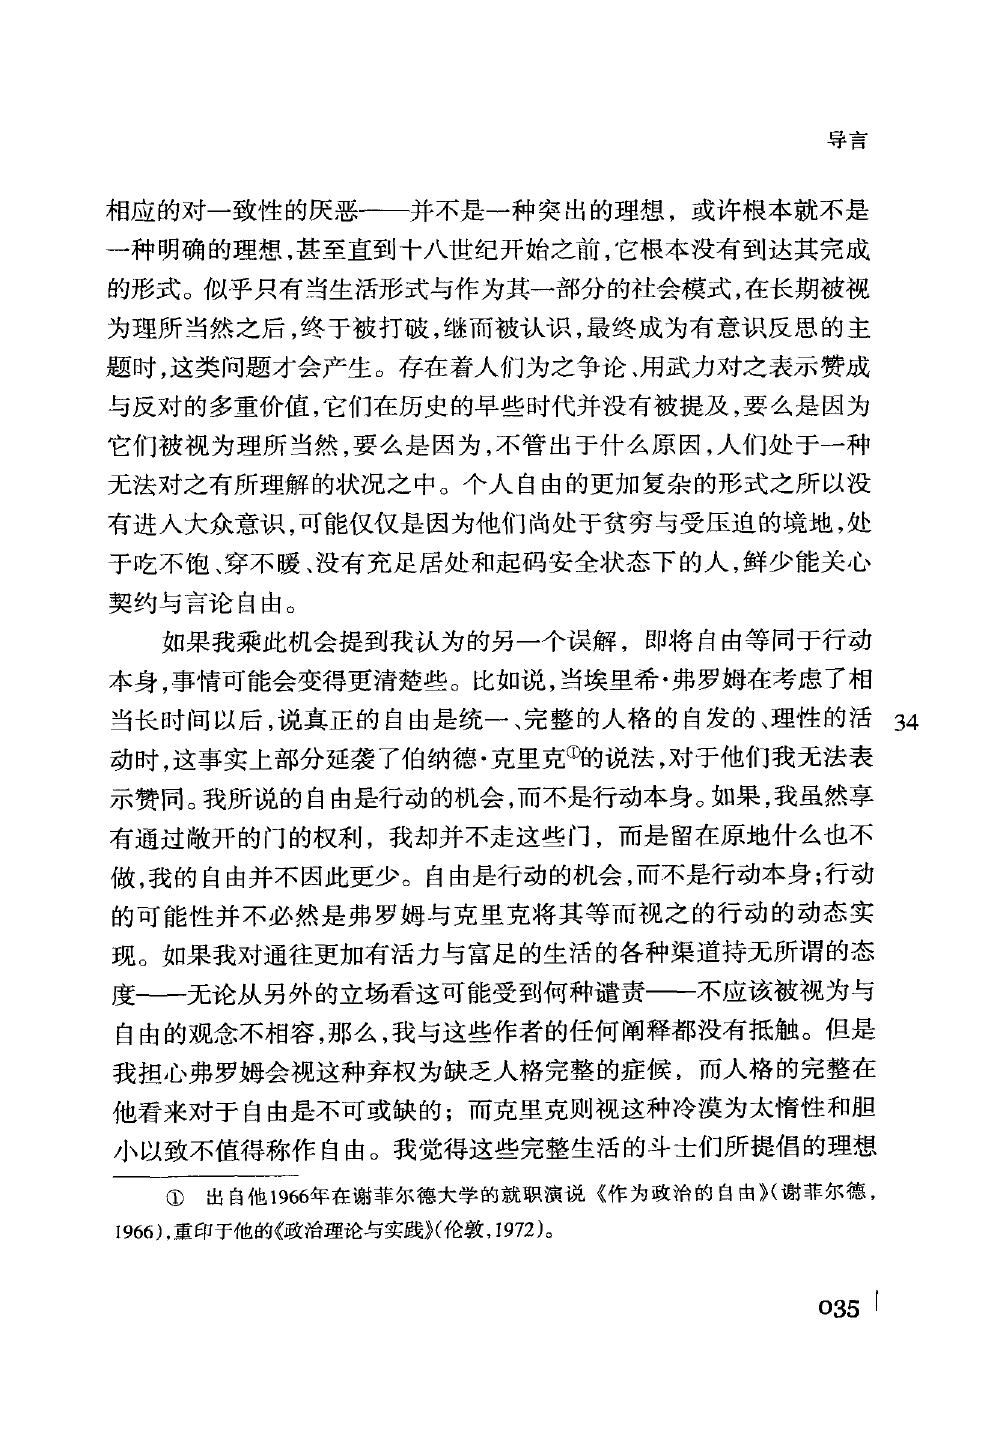 导言
相应的对一致性的厌恶——并不是一种突出的理想，或许根本就不是
一种明确的理想,甚至直到十八世纪开始之前,它根本没有到达其完成
的形式。似乎只有当生活形式与作为其一部分的社会模式,在长期被视
为理所当然之后,终于被打破,继而被认识,最终成为有意识反思的主
题时,这类问题才会产生。存在着人们为之争论、用武力对之表示赞成
与反对的多重价值,它们在历史的早些时代并没有被提及,要么是因为
它们被视为理所当然,要么是因为,不管出于什么原因,人们处于一种
无法对之有所理解的状况之中。个人自由的更加复杂的形式之所以没
有进入大众意识,可能仅仅是因为他们尚处于贫穷与受压迫的境地,处
于吃不饱、穿不暖、没有充足居处和起码安全状态下的人,鲜少能关心
契约与言论自由。
如果我乘此机会提到我认为的另一个误解，即将自由等同于行动
本身,事情可能会变得更清楚些。比如说,当埃里希·弗罗姆在考虑了相
当长时间以后,说真正的自由是统一、完整的人格的自发的、理性的活 34
动时,这事实上部分延袭了伯纳德·克里克①的说法,对于他们我无法表
示赞同。我所说的自由是行动的机会,而不是行动本身。如果,我虽然享
有通过敞开的门的权利，我却并不走这些门，而是留在原地什么也不
做,我的自由并不因此更少。自由是行动的机会,而不是行动本身;行动
的可能性并不必然是弗罗姆与克里克将其等而视之的行动的动态实
现。如果我对通往更加有活力与富足的生活的各种渠道持无所谓的态
度——无论从另外的立场看这可能受到何种谴责——不应该被视为与
自由的观念不相容,那么,我与这些作者的任何阐释都没有抵触。但是
我担心弗罗姆会视这种弃权为缺乏人格完整的症候，而人格的完整在
他看来对于自由是不可或缺的；而克里克则视这种冷漠为太惰性和胆
小以致不值得称作自由。我觉得这些完整生活的斗士们所提倡的理想
① 出自他1966年在谢菲尔德大学的就职演说《作为政治的自由》(谢菲尔德,
1966),重印于他的《政治理论与实践》(伦敦,1972)。
035